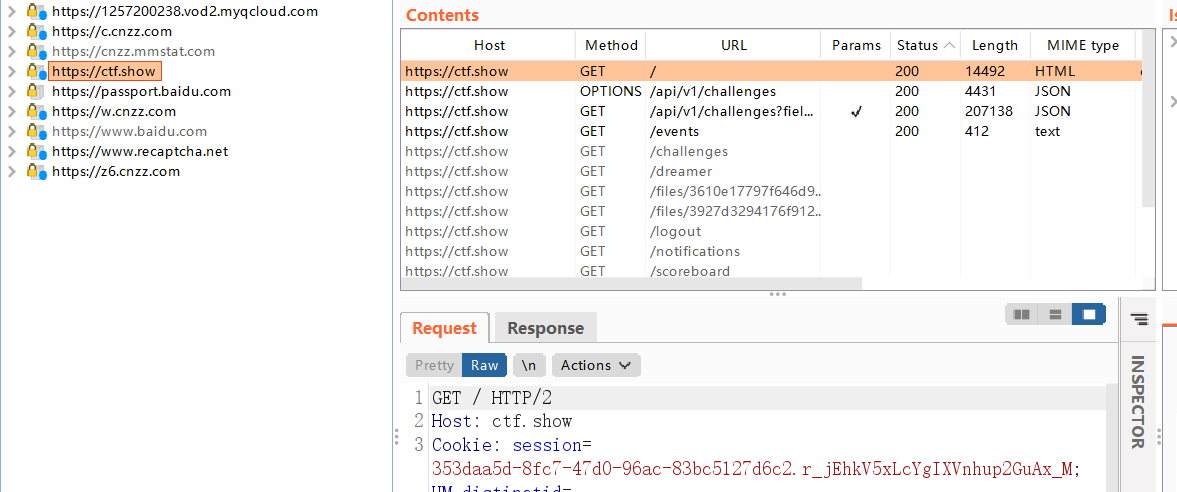 https://1257200238.vod2.myqcloud.com
https://c.cnzz.com
https://cnzz.mmstat.com
https://ctf.show
https://passport.baidu.com
https://w.cnzz.com
https://www.baidu.com
https://www.recaptcha.net
https://z6.cnzz.com
Contents
Host Method URL Params Status Length MIME type
https://ctf.show GET / 200 14492 HTML
https://ctf.show OPTIONS /api/v1/challenges 200 4431 JSON
https://ctf.show GET /api/v1/challenges?fiel... ✓ 200 207138 JSON
https://ctf.show GET /events 200 412 text
https://ctf.show GET /challenges
https://ctf.show GET /dreamer
https://ctf.show GET /files/3610e17797f646d9...
https://ctf.show GET /files/3927d3294176f912...
https://ctf.show GET /logout
https://ctf.show GET /notifications
https://ctf.show GET /scoreboard
Request Response
Pretty Raw \n Actions
1 GET / HTTP/2
2 Host: ctf.show
3 Cookie: session=
353daa5d-8fc7-47d0-96ac-83bc5127d6c2.r_jEhkV5xLcYgIXVnhup2GuAx_M;
UM_distinctid=
INSPECTOR